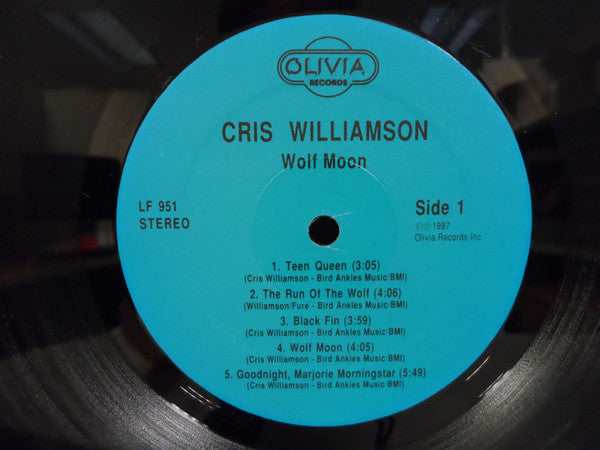 OLIVIA
RECORDS
CRIS WILLIAMSON
Wolf Moon
LF 951
STEREO
Side 1
©℗1987
Olivia Records Inc.
1. Teen Queen (3:05)
(Cris Williamson - Bird Ankles Music/BMI)
2. The Run Of The Wolf (4:06)
(Williamson/Fure - Bird Ankles Music/BMI)
3. Black Fin (3:59)
(Cris Williamson - Bird Ankles Music/BMI)
4. Wolf Moon (4:05)
(Cris Williamson - Bird Ankles Music/BMI)
5. Goodnight, Marjorie Morningstar (5:49)
(Cris Williamson - Bird Ankles Music/BMI)